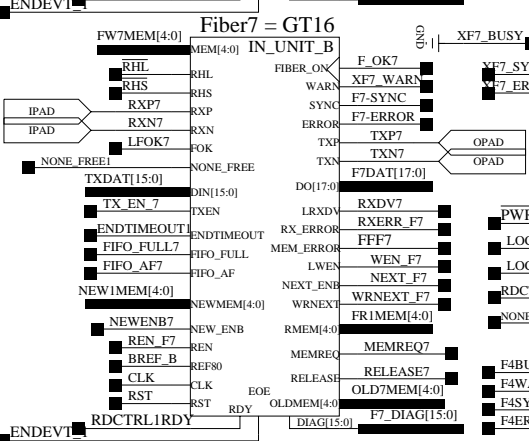 ENDEVT_1
Fiber7 = GT16
FW7MEM[4:0] MEM[4:0] IN_UNIT_B
GND XF7_BUSY
RHL RHL FIBER_ON F_OK7
RHS RHS WARN XF7_WARN
RXP7 RXP SYNC F7-SYNC
IPAD
RXN7 RXN ERROR F7-ERROR
IPAD
LFOK7 FOK TXP TXP7 OPAD
NONE_FREE1 NONE_FREE TXN TXN7 OPAD
TXDAT[15:0] DIN[15:0] DO[17:0] F7DAT[17:0]
TX_EN_7 TXEN LRXDV RXDV7
ENDTIMEOUT1 ENDTIMEOUT RX_ERROR RXERR_F7
FIFO_FULL7 FIFO_FULL MEM_ERROR FFF7
FIFO_AF7 FIFO_AF LWEN WEN_F7
NEXT_ENB NEXT_F7
NEW1MEM[4:0] NEWMEM[4:0] WRNEXT WRNEXT_F7
NEWENB7 NEW_ENB RMEM[4:0] FR1MEM[4:0]
REN_F7 REN MEMREQ MEMREQ7
BREF_B REF80
CLK CLK RELEASE RELEASE7
RST RST EOE OLDMEM[4:0] OLD7MEM[4:0]
RDY
RDCTRL1RDY DIAG[15:0] F7_DIAG[15:0]